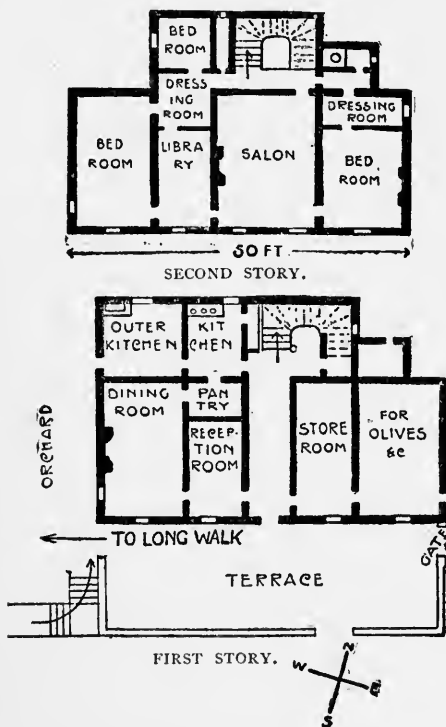 BED
ROOM
DRESS
ING
ROOM
DRESSING
ROOM
BED
ROOM
LIBRA
RY
SALON
BED
ROOM
50 FT.
SECOND STORY.
OUTER
KITCHEN
KIT
CHEN
DINING
ROOM
PAN
TRY
RECEP-
TION
ROOM
STORE
ROOM
FOR
OLIVES
&C
ORCHARD
TO LONG WALK
GATE
TERRACE
FIRST STORY.
N
W
E
S